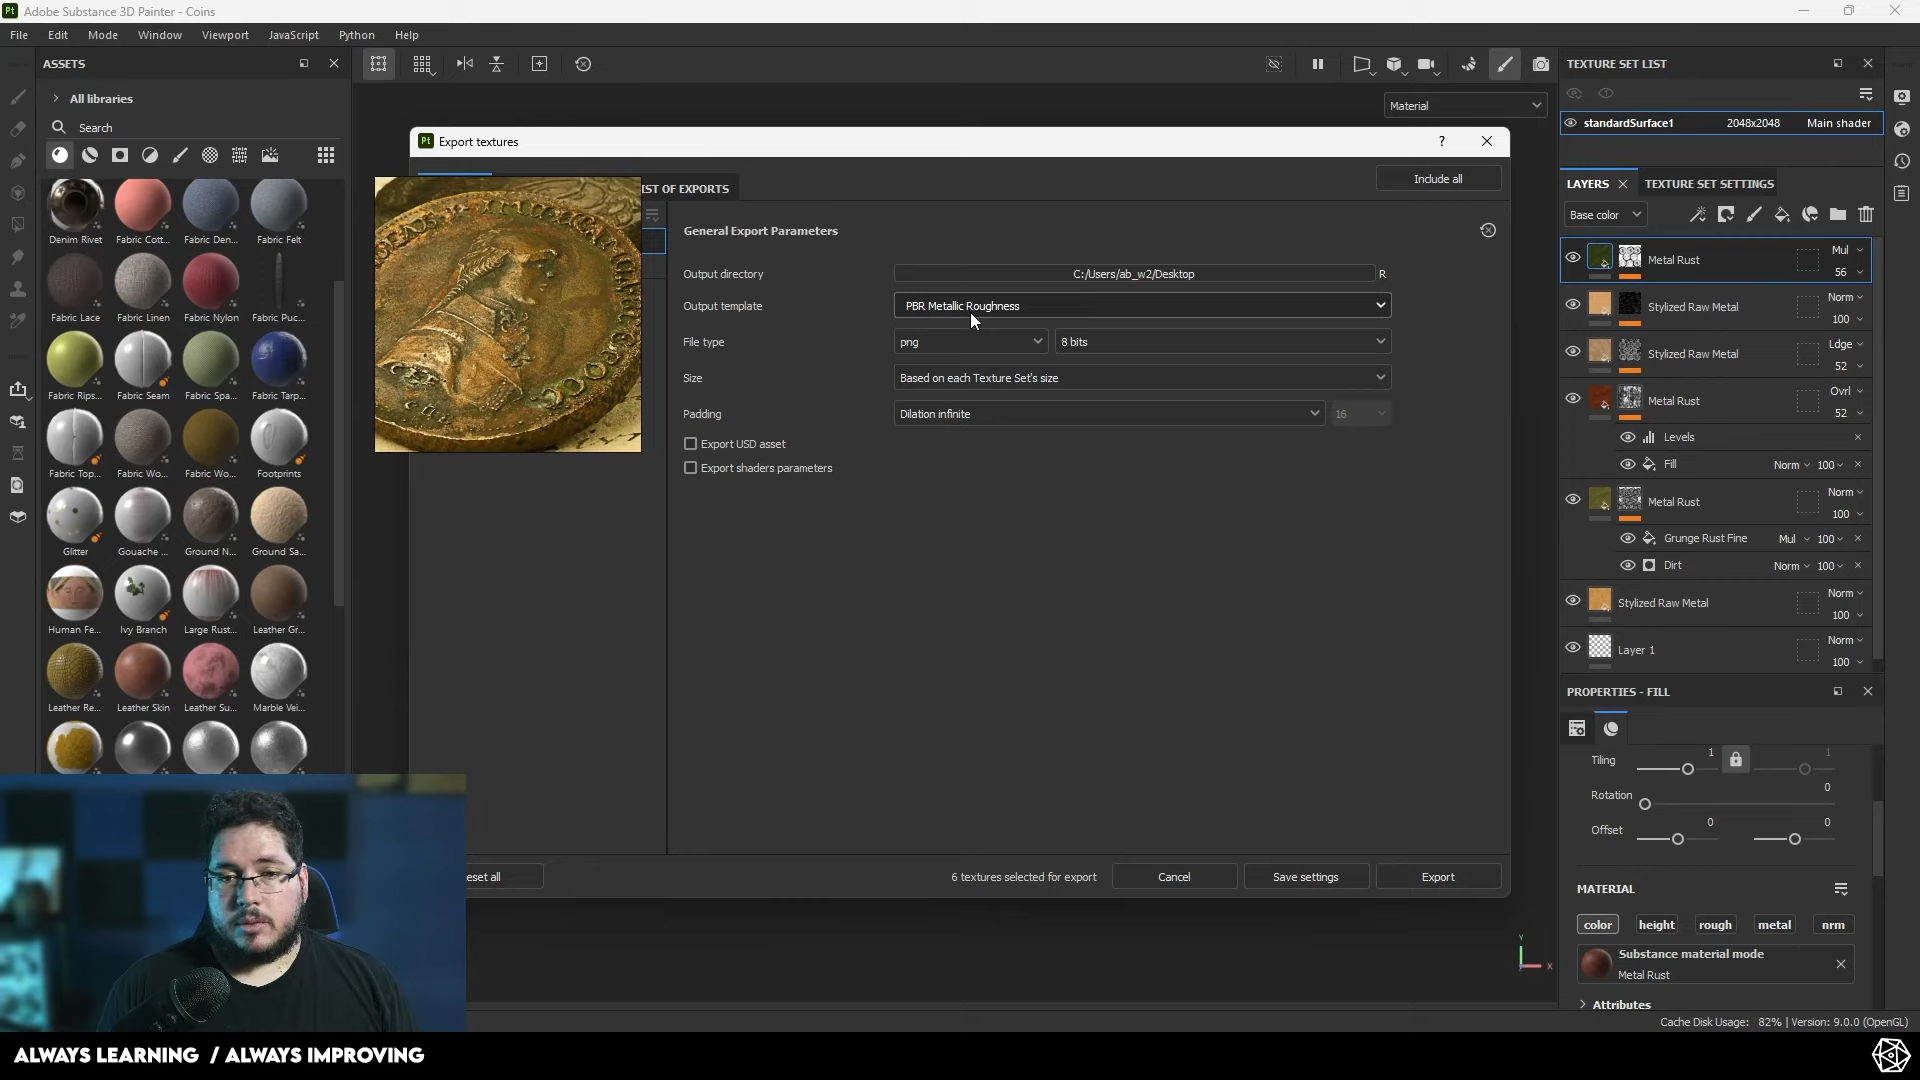 Pt Adobe Substance 3D Painter - Coins
File Edit Mode Window Viewport JavaScript Python Help
ASSETS
All libraries
Search
Denim Rivet Fabric Cott... Fabric Den... Fabric Felt
Fabric Lace Fabric Linen Fabric Nylon Fabric Puc...
Fabric Rips... Fabric Seam Fabric Spa... Fabric Tarp...
Fabric Top... Fabric Wo... Fabric Wo... Footprints
Glitter Gouache ... Ground N... Ground Sa...
Human Fe... Ivy Branch Large Rust... Leather Gr...
Leather Re... Leather Skin Leather Su... Marble Vei...
Material
Pt Export textures ?
IST OF EXPORTS
Include all
General Export Parameters
Output directory C:/Users/ab_w2/Desktop R
Output template PBR Metallic Roughness
File type png 8 bits
Size Based on each Texture Set's size
Padding Dilation infinite 16
Export USD asset
Export shaders parameters
eset all
6 textures selected for export
Cancel
Save settings
Export
Y
X
TEXTURE SET LIST
standardSurface1 2048x2048 Main shader
LAYERS TEXTURE SET SETTINGS
Base color
Metal Rust Mul 56
Stylized Raw Metal Norm 100
Stylized Raw Metal Ldge 52
Metal Rust Ovrl 52
Levels
Fill Norm 100
Metal Rust Norm 100
Grunge Rust Fine Mul 100
Dirt Norm 100
Stylized Raw Metal Norm 100
Layer 1 Norm 100
PROPERTIES - FILL
Tiling 1 1
Rotation 0
Offset 0 0
MATERIAL
color height rough metal nrm
Substance material mode
Metal Rust
Attributes
Cache Disk Usage: 82% | Version: 9.0.0 (OpenGL)
ALWAYS LEARNING / ALWAYS IMPROVING